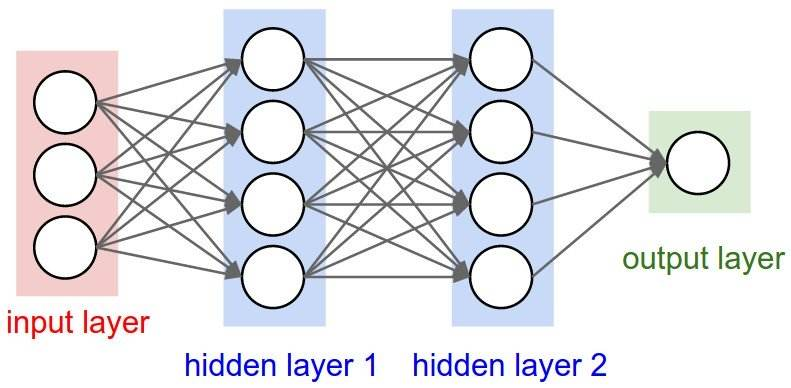 input layer
hidden layer 1
hidden layer 2
output layer